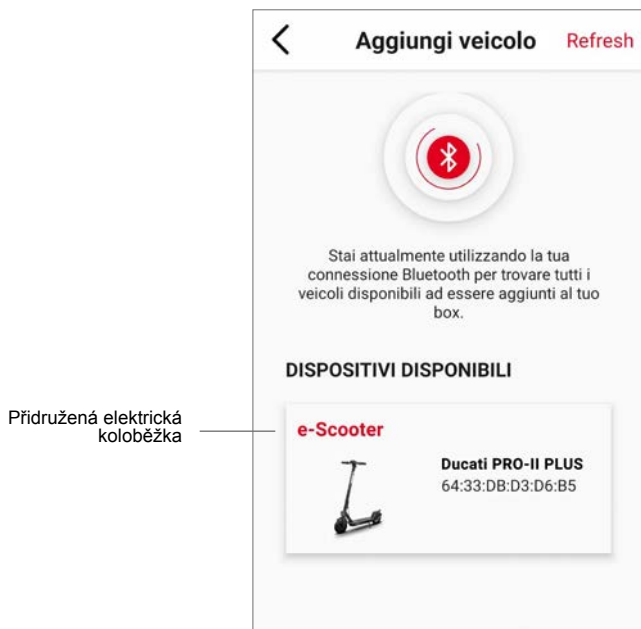 Aggiungi veicolo Refresh
Stai attualmente utilizzando la tua
connessione Bluetooth per trovare tutti i
veicoli disponibili ad essere aggiunti al tuo
box.
DISPOSITIVI DISPONIBILI
Přidružená elektrická
koloběžka
e-Scooter
Ducati PRO-II PLUS
64:33:DB:D3:D6:B5